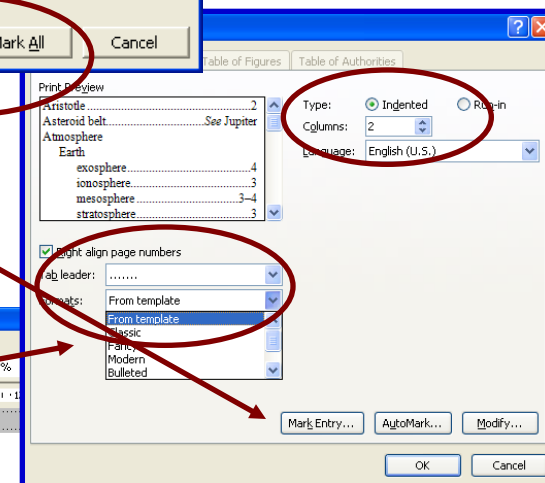 Mark All Cancel
Table of Figures Table of Authorities
Print Preview
Aristotle 2
Asteroid belt See Jupiter
Atmosphere
Earth
exosphere 4
ionosphere 3
mesosphere 3–4
stratosphere 3
Type: Indented Run-in
Columns: 2
Language: English (U.S.)
Right align page numbers
Tab leader: .......
Formats: From template
From template
Classic
Fancy
Modern
Bulleted
%
Mark Entry... AutoMark... Modify...
OK Cancel